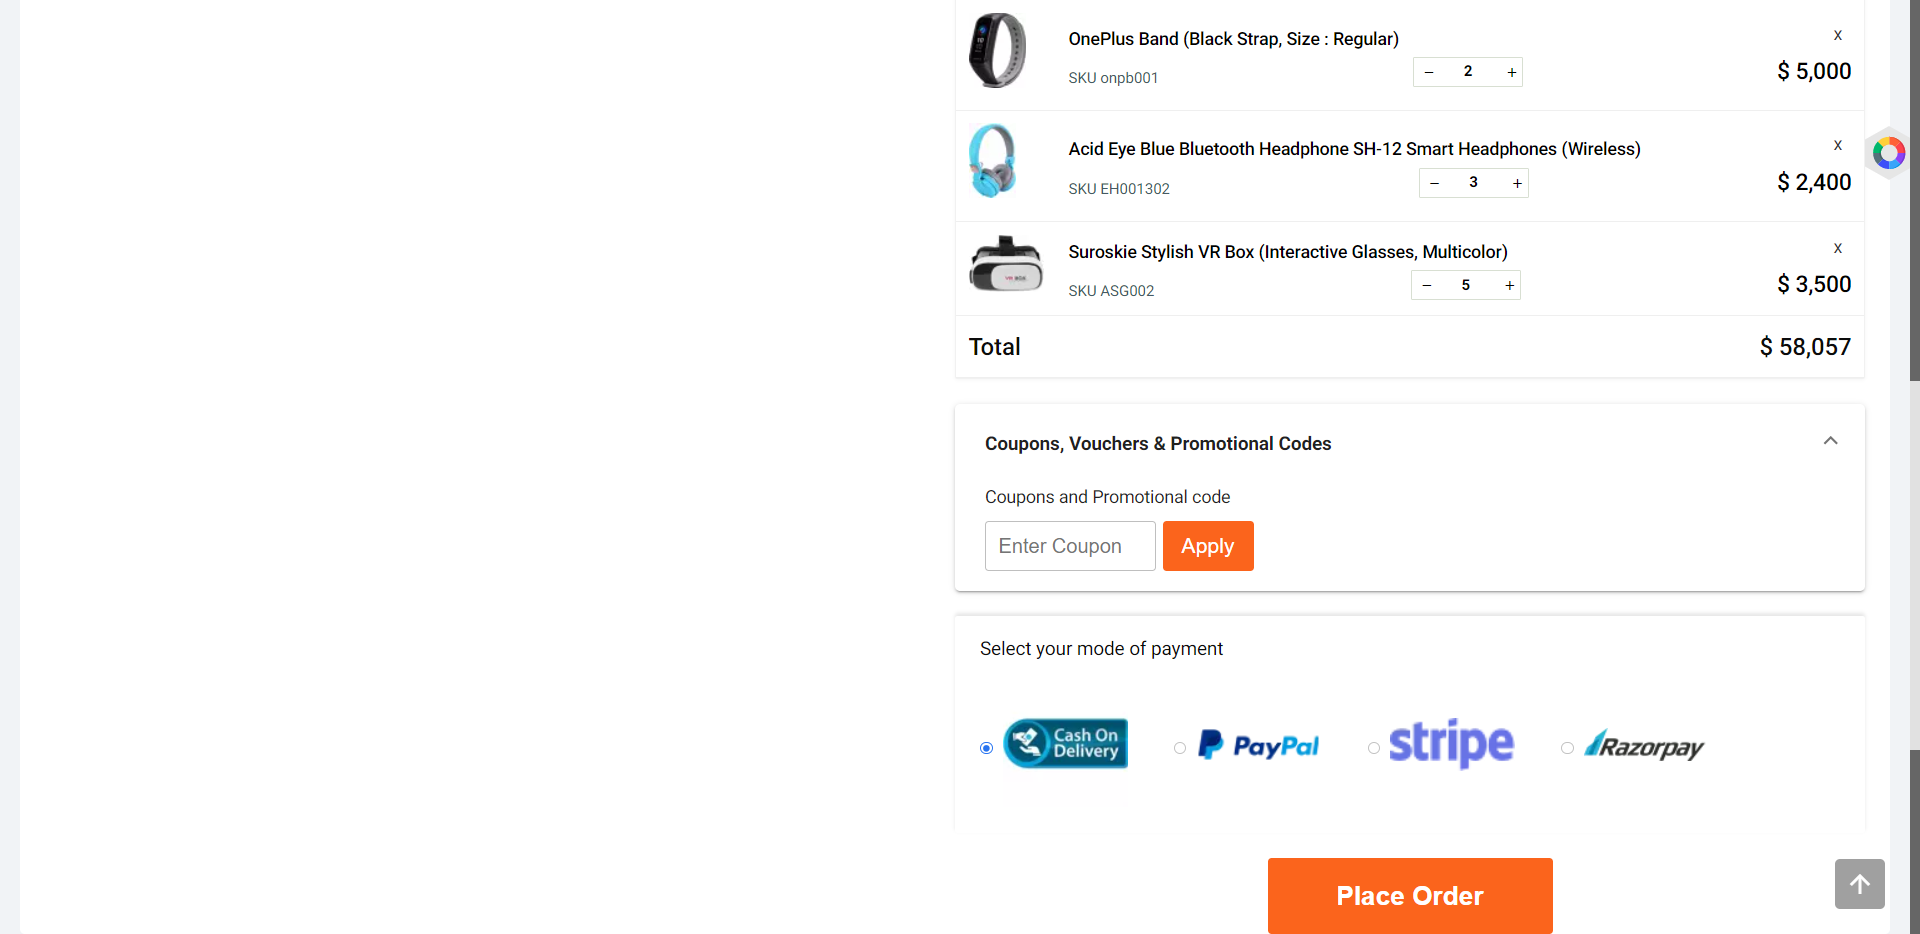 OnePlus Band (Black Strap, Size : Regular)
x
SKU onpb001
− 2 +
$ 5,000
Acid Eye Blue Bluetooth Headphone SH-12 Smart Headphones (Wireless)
x
SKU EH001302
− 3 +
$ 2,400
Suroskie Stylish VR Box (Interactive Glasses, Multicolor)
x
SKU ASG002
− 5 +
$ 3,500
Total
$ 58,057
Coupons, Vouchers & Promotional Codes
Coupons and Promotional code
Enter Coupon
Apply
Select your mode of payment
Cash On
Delivery
PayPal
stripe
Razorpay
Place Order